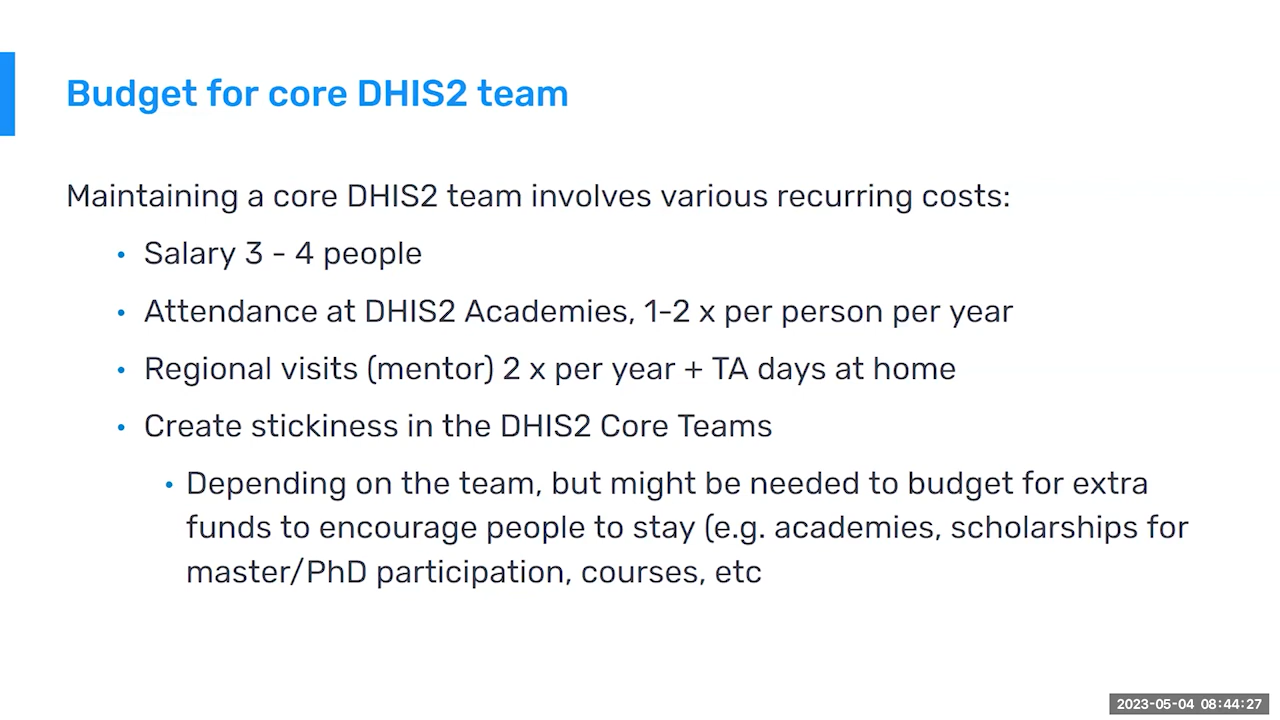 Budget for core DHIS2 team
Maintaining a core DHIS2 team involves various recurring costs:
• Salary 3 - 4 people
• Attendance at DHIS2 Academies, 1-2 x per person per year
• Regional visits (mentor) 2 x per year + TA days at home
• Create stickiness in the DHIS2 Core Teams
• Depending on the team, but might be needed to budget for extra
funds to encourage people to stay (e.g. academies, scholarships for
master/PhD participation, courses, etc
2023-05-04 08:44:27